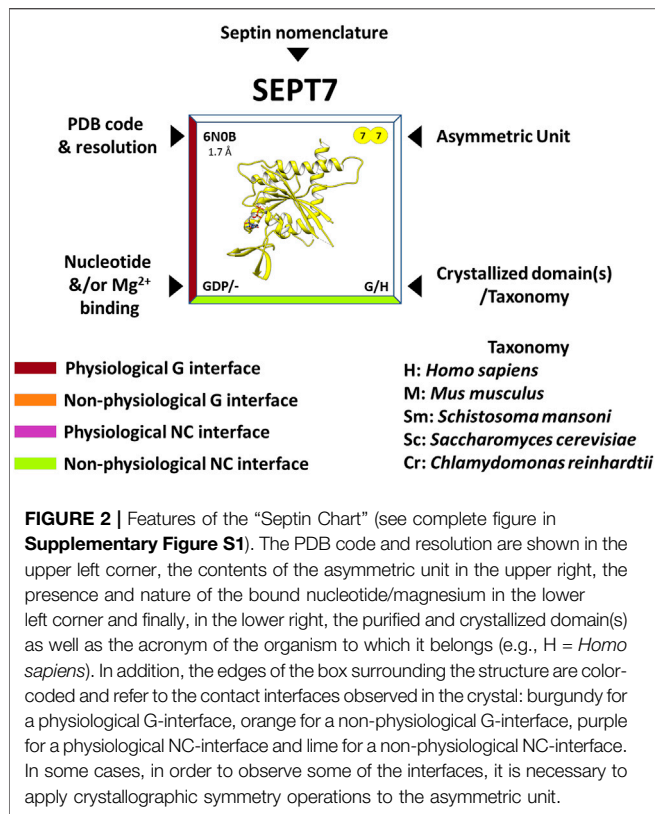 Septin nomenclature
SEPT7
PDB code
& resolution
6N0B
1.7 Å
7 7
Asymmetric Unit
Nucleotide
&/or Mg²⁺
binding
GDP/-
G/H
Crystallized domain(s)
/Taxonomy
Physiological G interface
Non-physiological G interface
Physiological NC interface
Non-physiological NC interface
Taxonomy
H: Homo sapiens
M: Mus musculus
Sm: Schistosoma mansoni
Sc: Saccharomyces cerevisiae
Cr: Chlamydomonas reinhardtii
FIGURE 2 | Features of the “Septin Chart” (see complete figure in
Supplementary Figure S1). The PDB code and resolution are shown in the
upper left corner, the contents of the asymmetric unit in the upper right, the
presence and nature of the bound nucleotide/magnesium in the lower
left corner and finally, in the lower right, the purified and crystallized domain(s)
as well as the acronym of the organism to which it belongs (e.g., H = Homo
sapiens). In addition, the edges of the box surrounding the structure are color-
coded and refer to the contact interfaces observed in the crystal: burgundy for
a physiological G-interface, orange for a non-physiological G-interface, purple
for a physiological NC-interface and lime for a non-physiological NC-interface.
In some cases, in order to observe some of the interfaces, it is necessary to
apply crystallographic symmetry operations to the asymmetric unit.